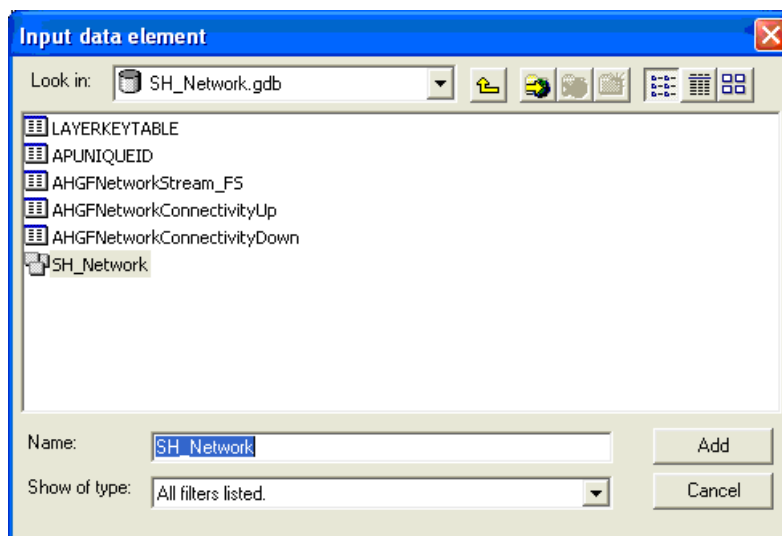 Input data element
Look in: SH_Network.gdb
LAYERKEYTABLE
APUNIQUEID
AHGFNetworkStream_FS
AHGFNetworkConnectivityUp
AHGFNetworkConnectivityDown
SH_Network
Name: SH_Network Add
Show of type: All filters listed. Cancel